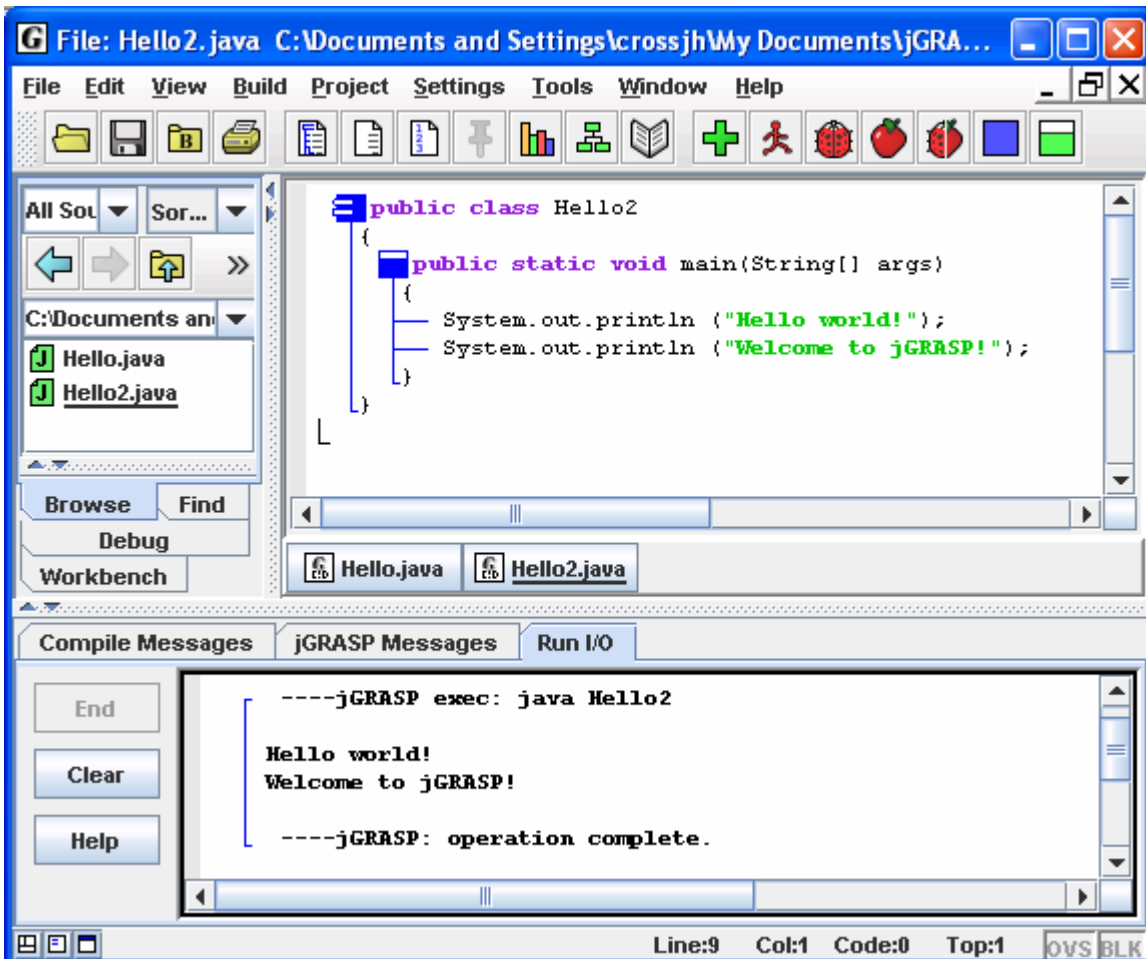 File: Hello2.java C:\Documents and Settings\crossjh\My Documents\jGRA...
File Edit View Build Project Settings Tools Window Help
B
1 2 3
All Sou
Sor...
»
C:\Documents an
Hello.java
Hello2.java
Browse Find
Debug
Workbench
public class Hello2
{
public static void main(String[] args)
{
System.out.println ("Hello world!");
System.out.println ("Welcome to jGRASP!");
}
}
Hello.java Hello2.java
Compile Messages jGRASP Messages Run I/O
End
Clear
Help
----jGRASP exec: java Hello2
Hello world!
Welcome to jGRASP!
----jGRASP: operation complete.
Line:9 Col:1 Code:0 Top:1 OVS BLK